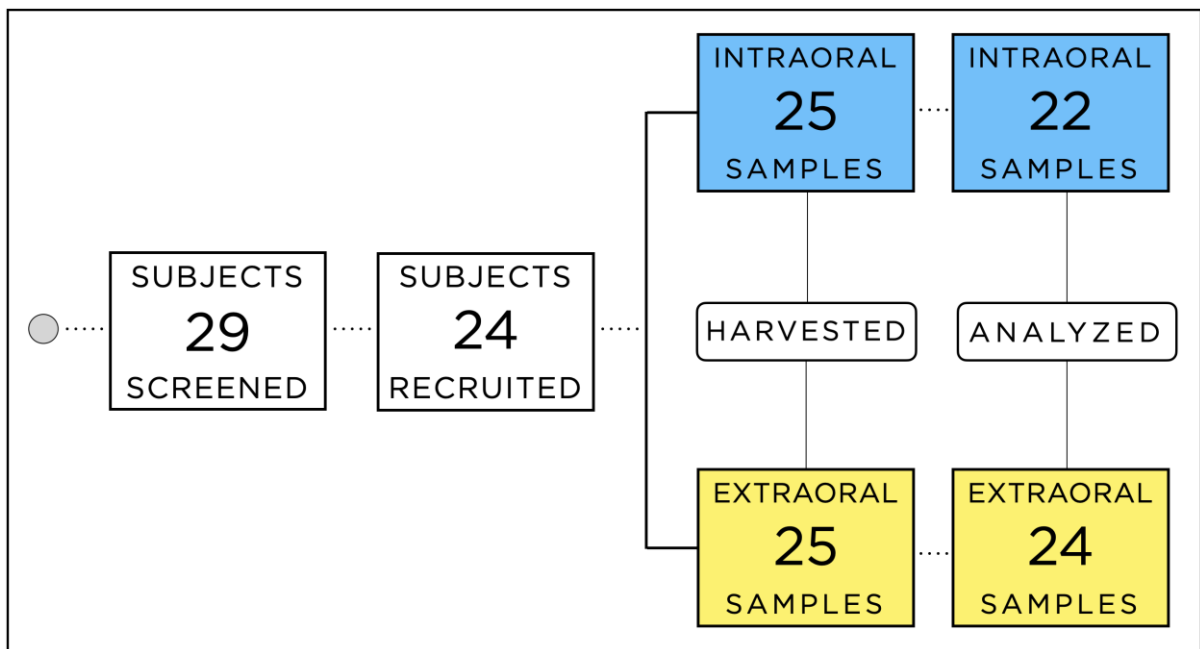 SUBJECTS
29
SCREENED
SUBJECTS
24
RECRUITED
INTRAORAL
25
SAMPLES
INTRAORAL
22
SAMPLES
HARVESTED
ANALYZED
EXTRAORAL
25
SAMPLES
EXTRAORAL
24
SAMPLES